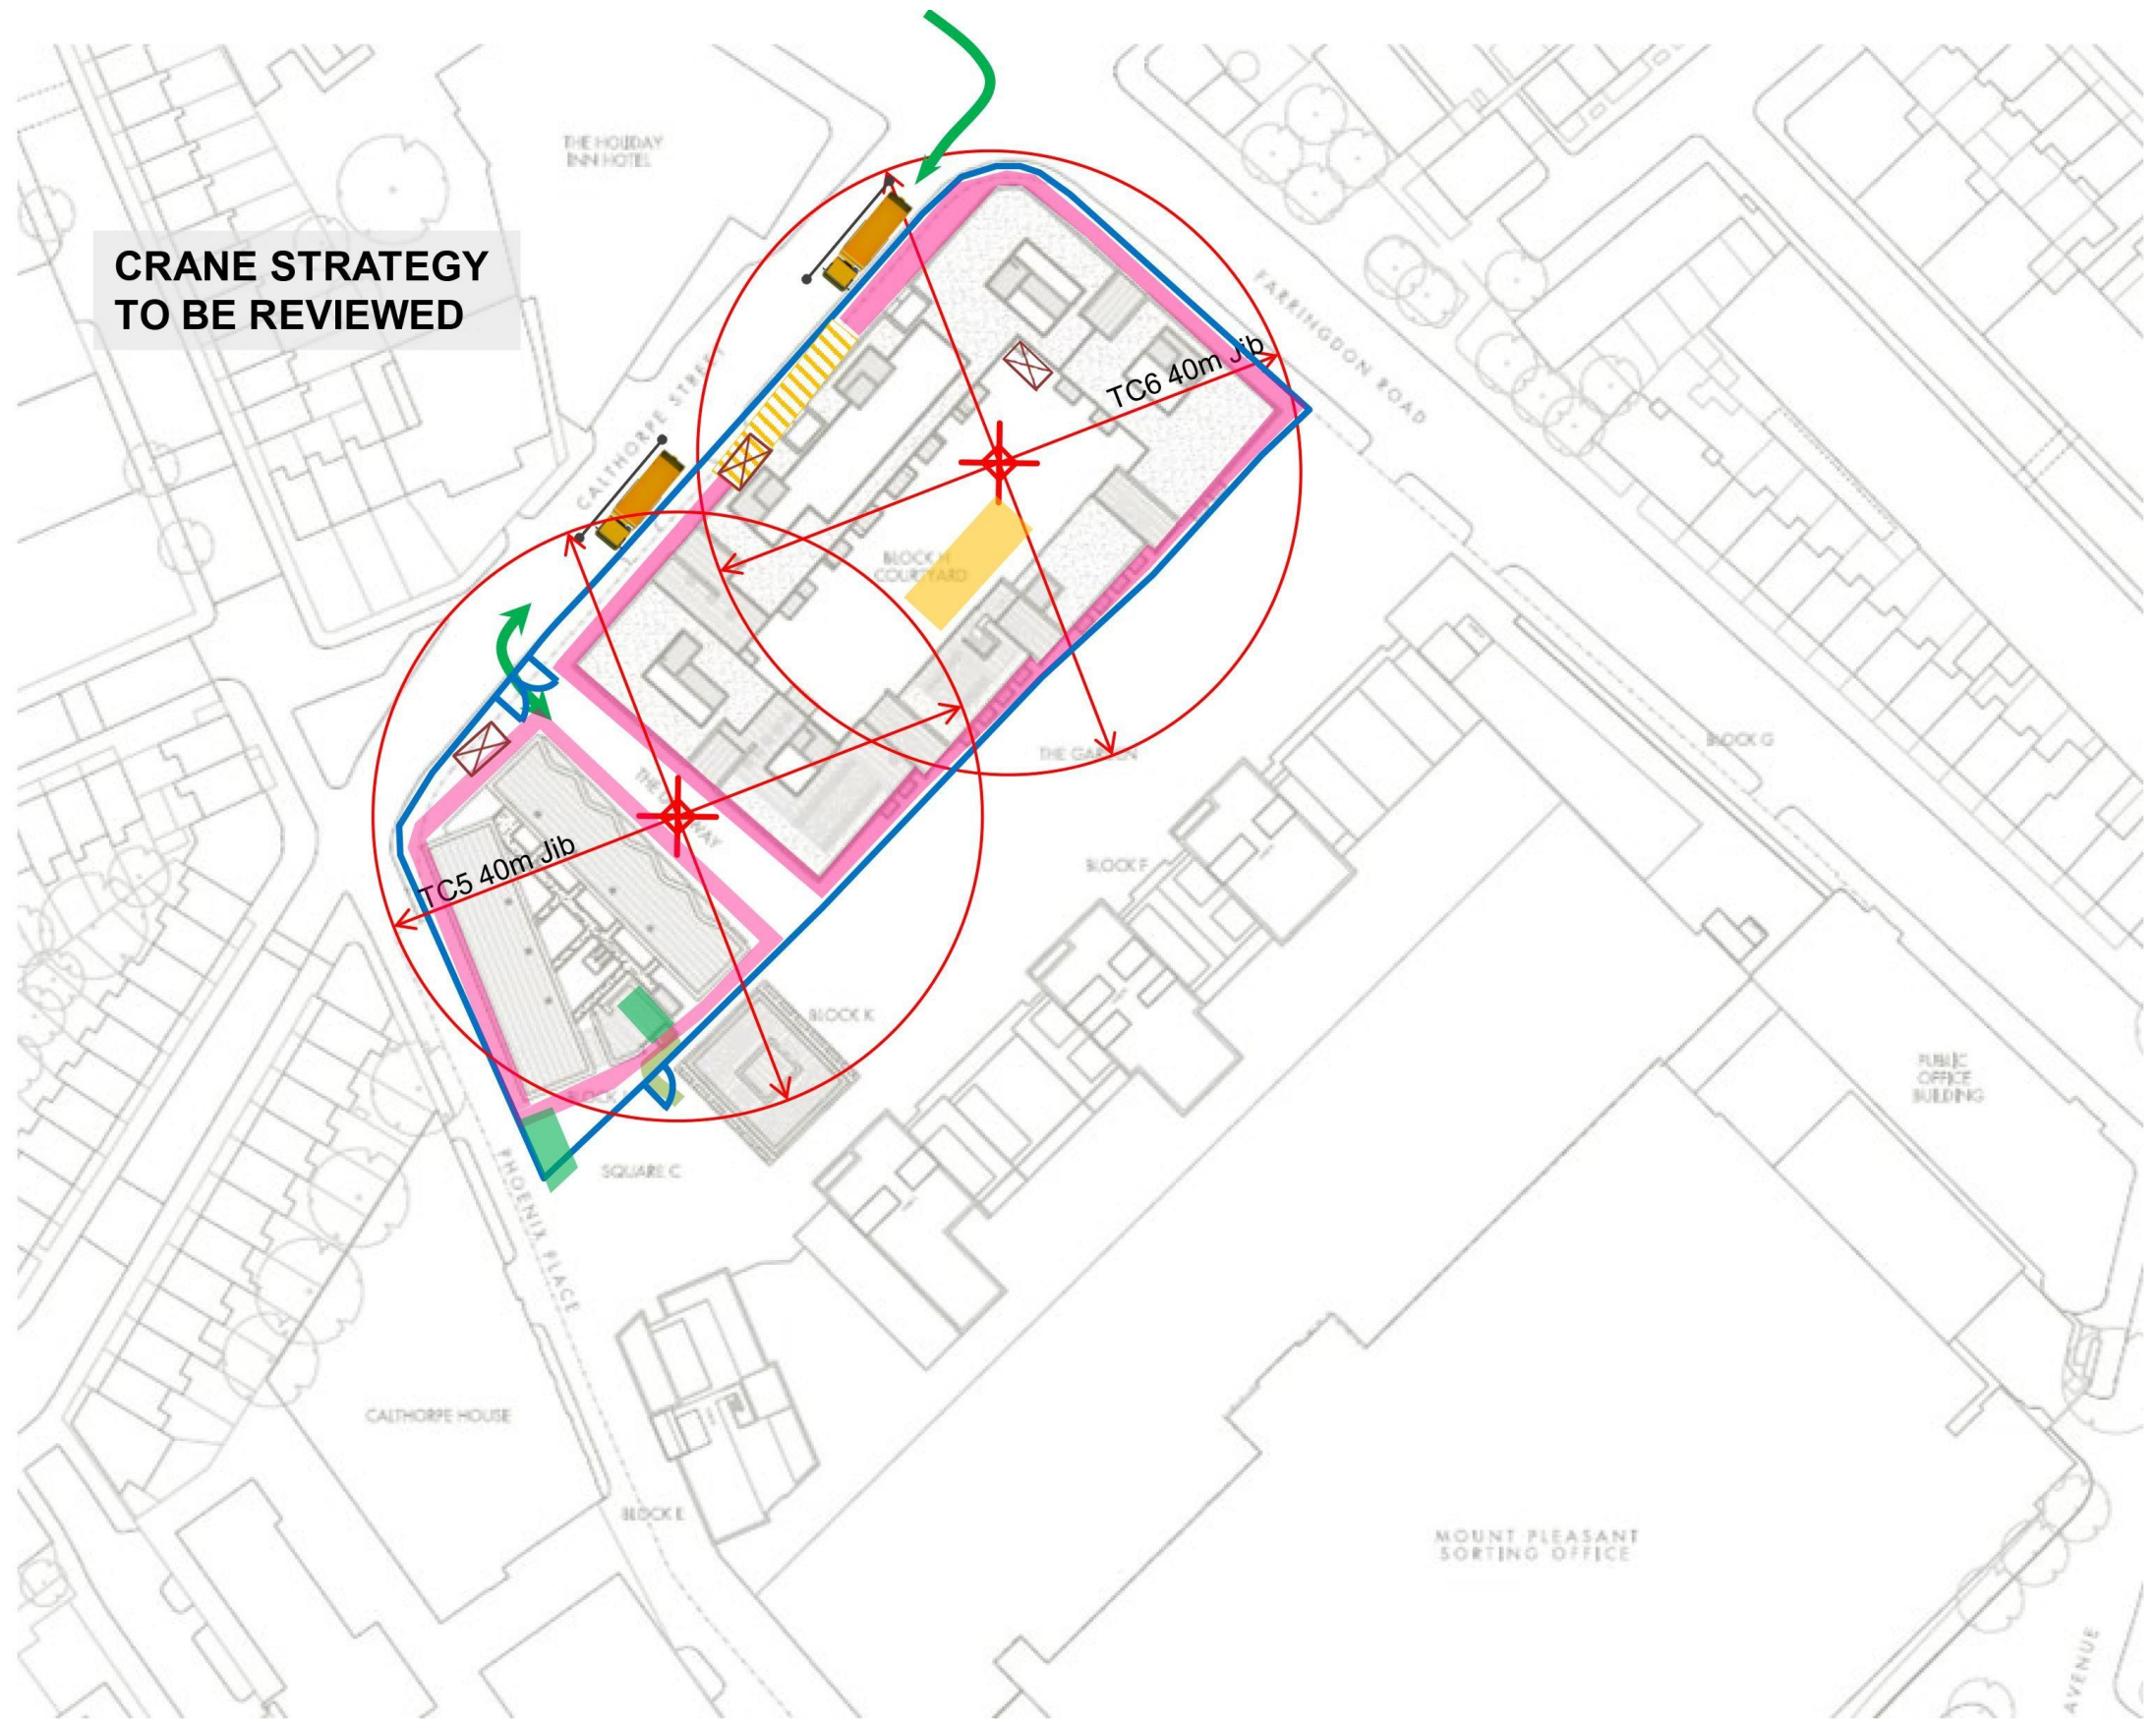 THE HOLIDAY
INN HOTEL
CRANE STRATEGY
TO BE REVIEWED
FARRINGDON ROAD
TC6 40m Jib
CALTHORPE STREET
BLOCK H
COURTYARD
THE GARDEN
BLOCK G
TC5 40m Jib
BLOCK F
BLOCK K
PUBLIC
OFFICE
BUILDING
BLOCK
SQUARE C
PHOENIX PLACE
CALTHORPE HOUSE
BLOCK E
MOUNT PLEASANT
SORTING OFFICE
AVENUE